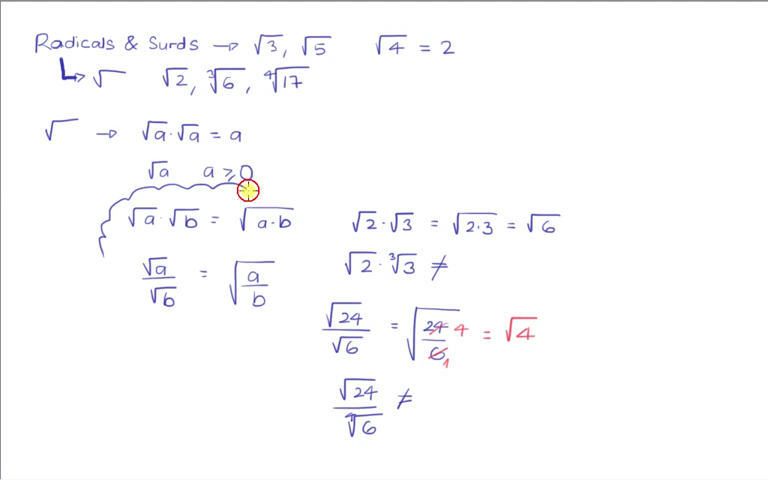 Radicals & Surds → √3, √5 √4 = 2
↳ √ √2, ∛6, ∜17
√ → √a·√a = a
√a a ≥ 0
√a·√b = √(a·b) √2·√3 = √(2·3) = √6
√a/√b = √(a/b) √2·∛3 ≠
√24/√6 = √(24/6) 4 1 = √4
√24/ ≠